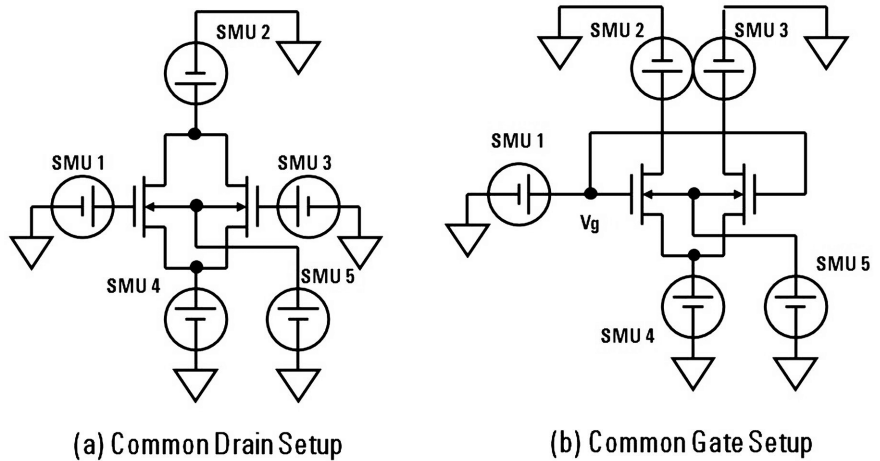 SMU 2
SMU 1
SMU 3
SMU 4
SMU 5
(a) Common Drain Setup
SMU 2
SMU 3
SMU 1
Vg
SMU 5
SMU 4
(b) Common Gate Setup